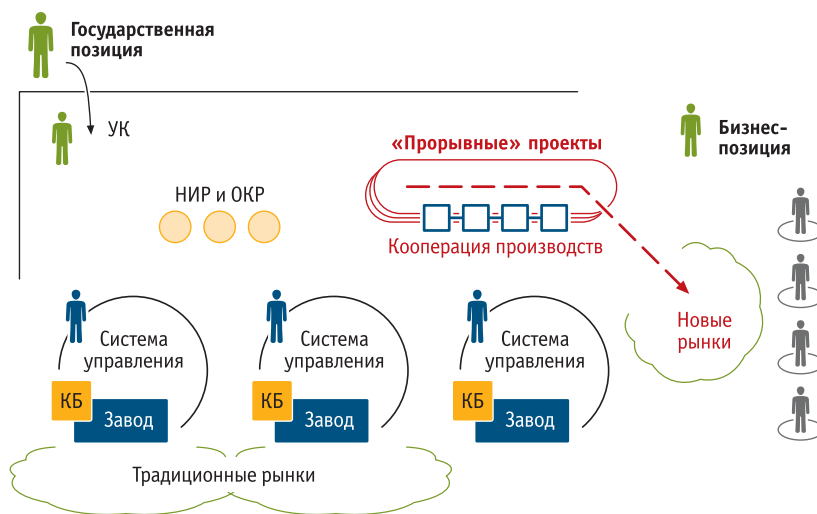 Государственная
позиция
УК
«Прорывные» проекты
Бизнес-
позиция
НИР и ОКР
Кооперация производств
Новые
рынки
Система
управления
КБ
Завод
Система
управления
КБ
Завод
Система
управления
КБ
Завод
Традиционные рынки